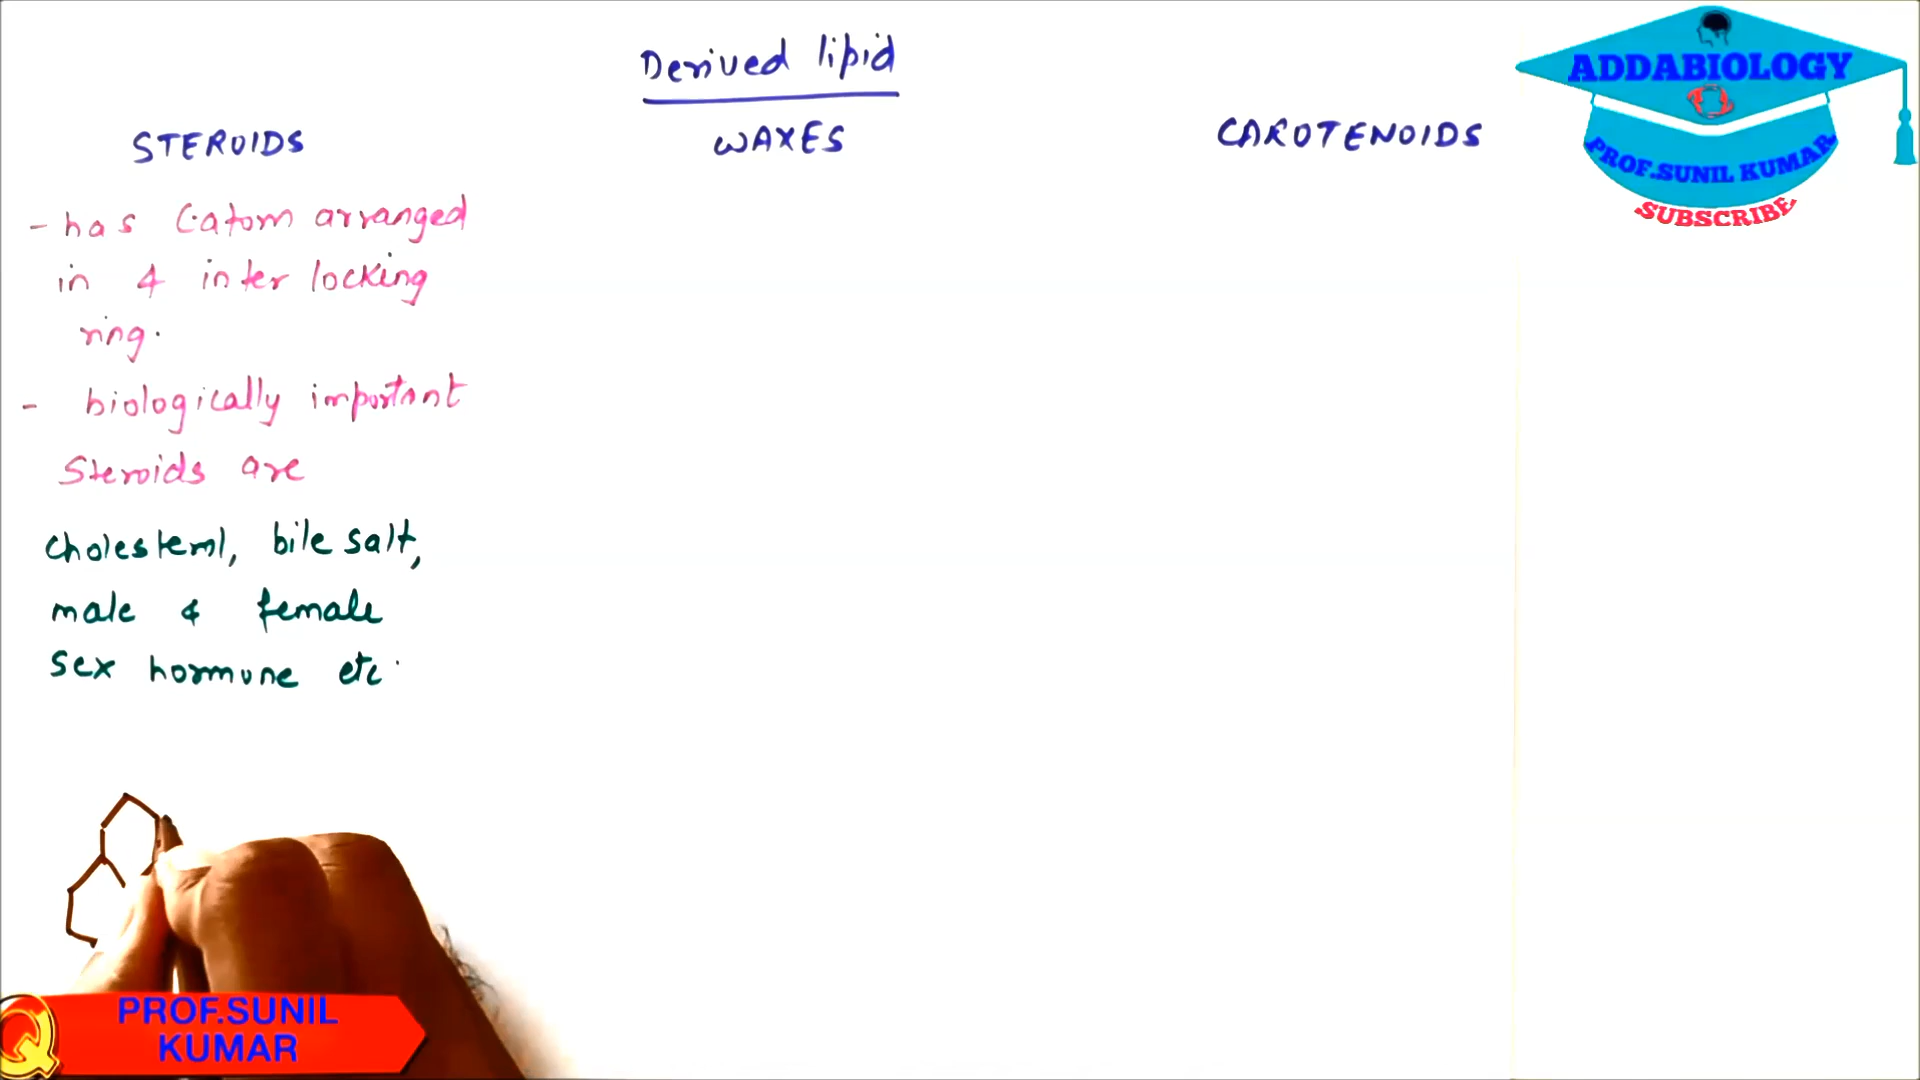 Derived lipid
STEROIDS
WAXES
CAROTENOIDS
- has C-atom arranged
in 4 inter locking
ring.
- biologically important
Steroids are
cholesterol, bile salt,
male & female
sex hormone etc.
ADDABIOLOGY
PROF.SUNIL KUMAR
SUBSCRIBE
PROF.SUNIL
KUMAR